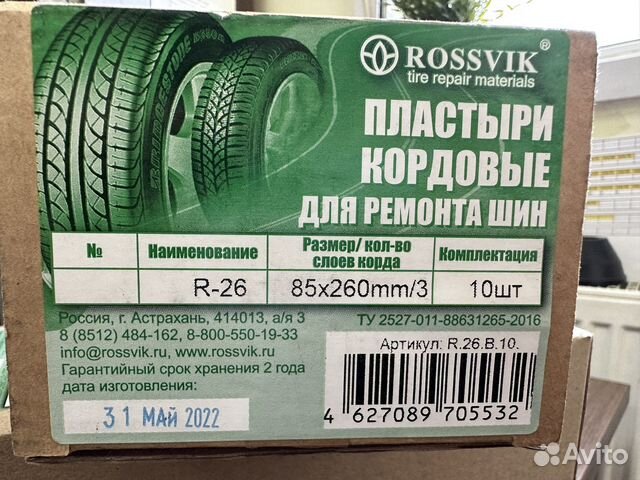 ROSSVIK®
tire repair materials
ПЛАСТЫРИ
КОРДОВЫЕ
ДЛЯ РЕМОНТА ШИН
№ Наименование Размер/ кол-во слоев корда Комплектация
R-26 85x260mm/3 10шт
Россия, г. Астрахань, 414013, а/я 3
ТУ 2527-011-88631265-2016
8 (8512) 484-162, 8-800-550-19-33
info@rossvik.ru, www.rossvik.ru
Гарантийный срок хранения 2 года
дата изготовления:
31 МАЙ 2022
Артикул: R.26.B.10.
4 627089 705532
Avito